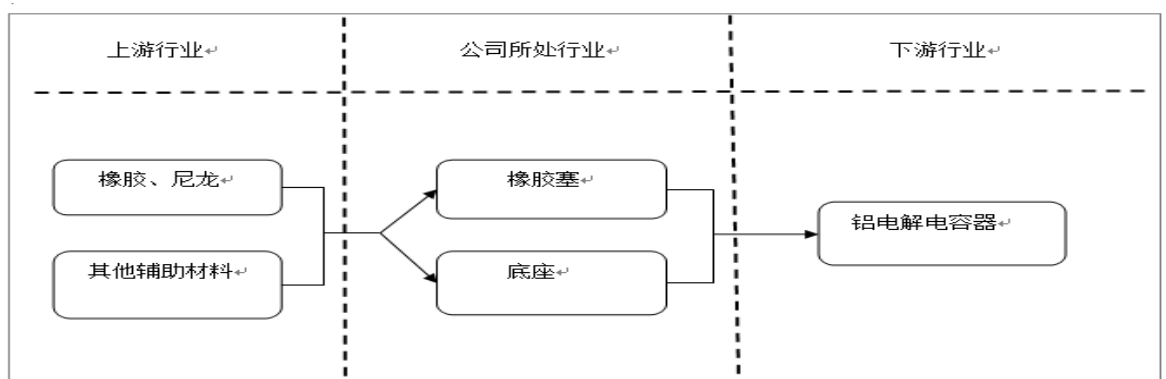 上游行业
公司所处行业
下游行业
橡胶、尼龙
橡胶塞
铝电解电容器
其他辅助材料
底座